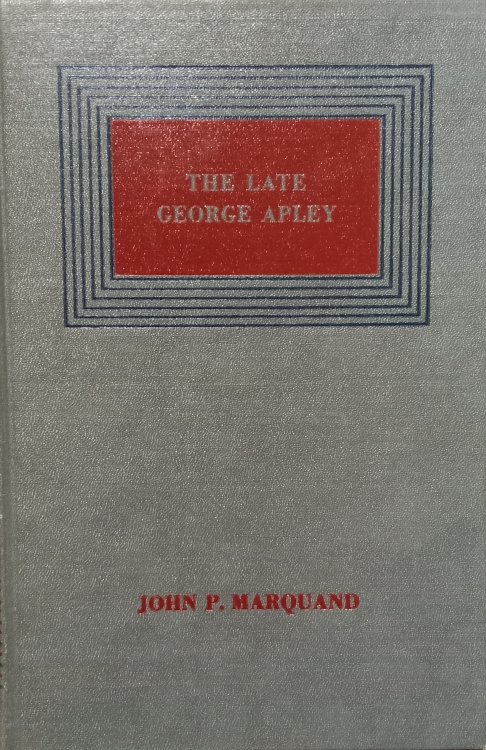 THE LATE
GEORGE APLEY
JOHN P. MARQUAND